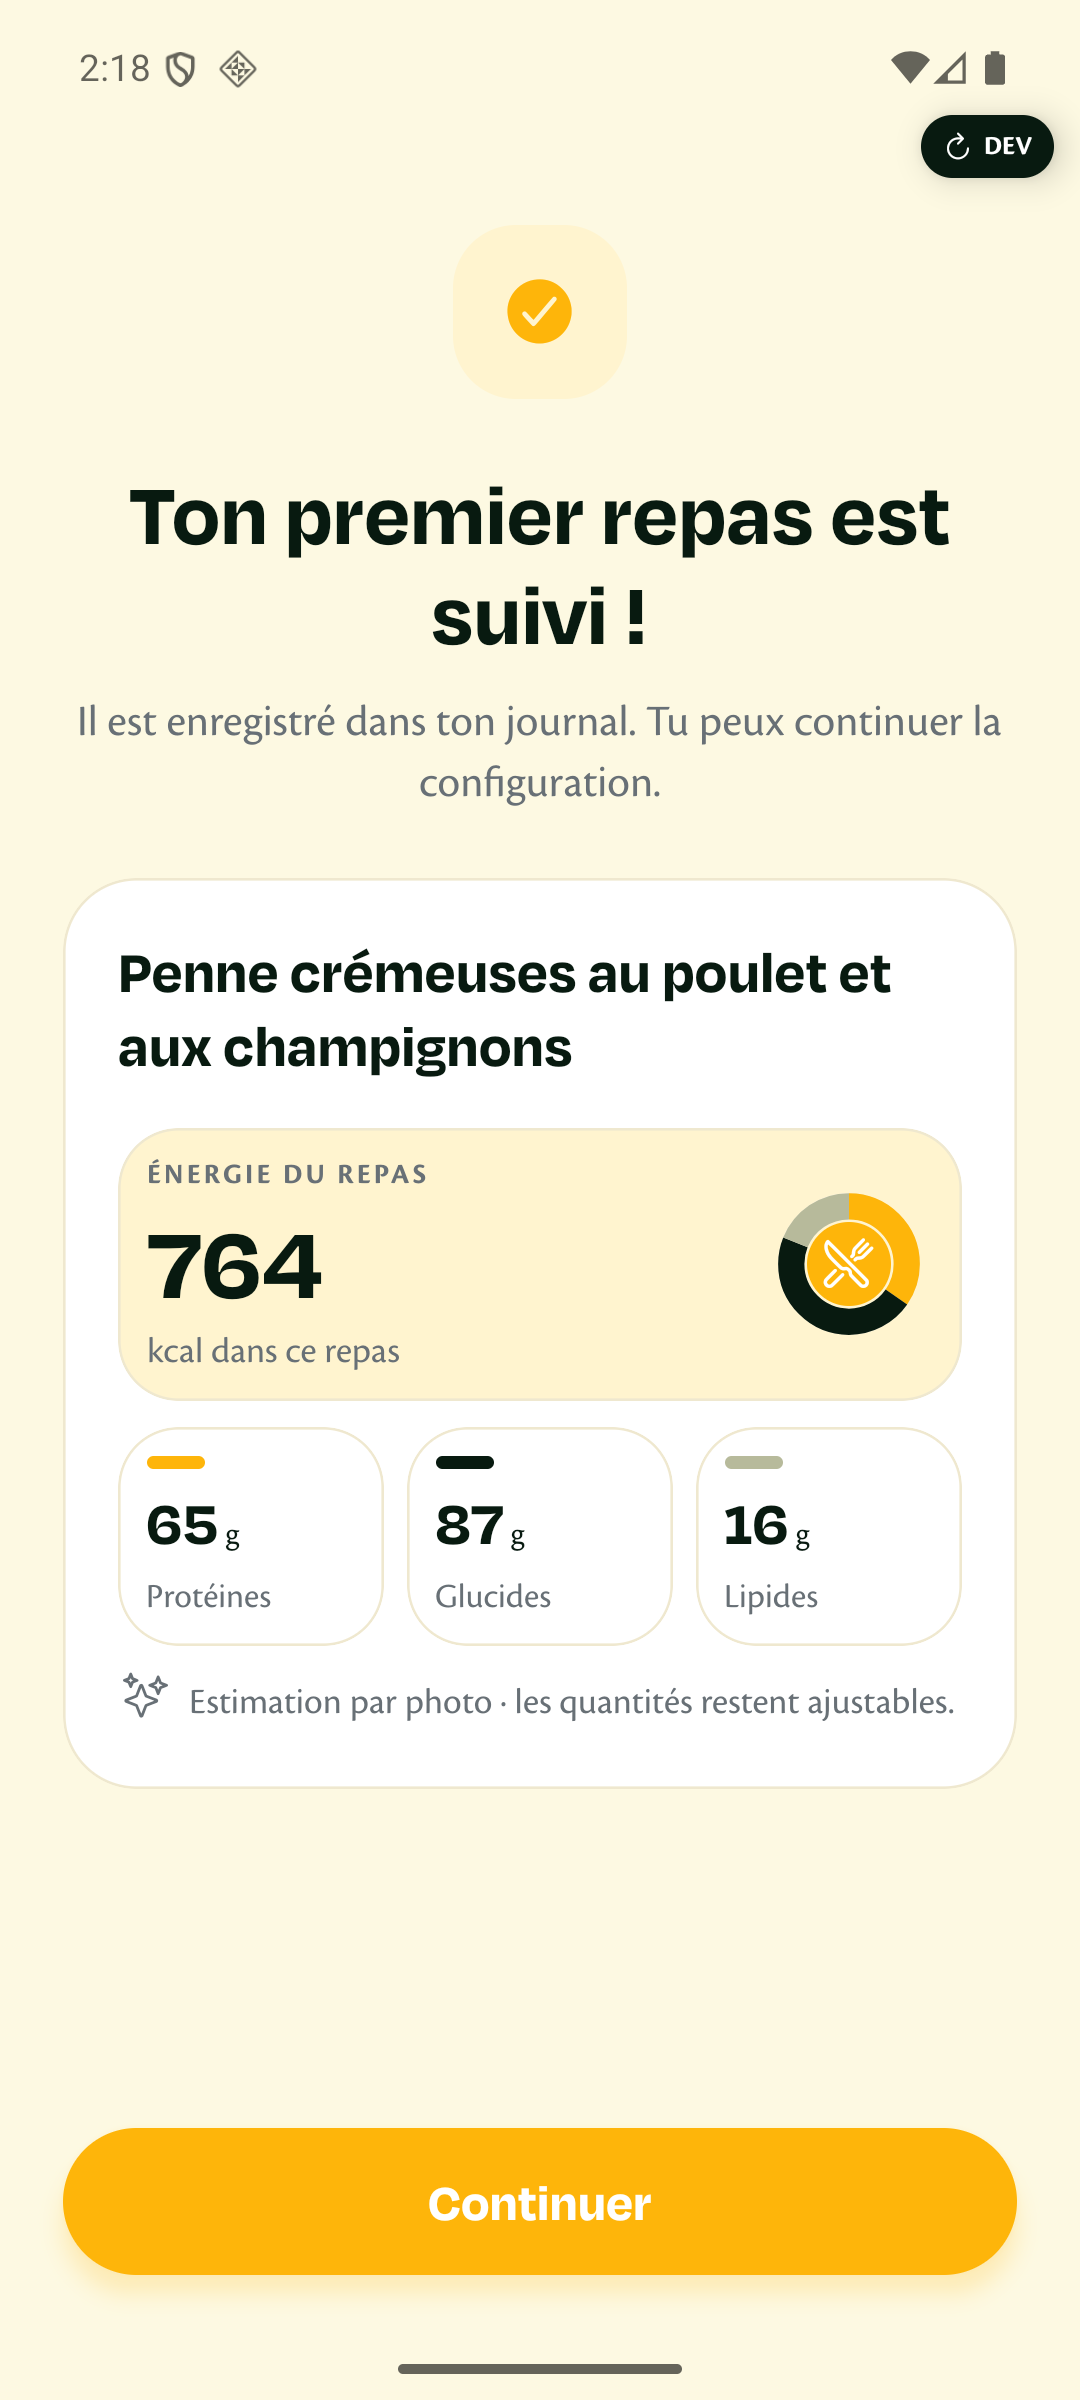 2:18
DEV
Ton premier repas est
suivi !
Il est enregistré dans ton journal. Tu peux continuer la
configuration.
Penne crémeuses au poulet et
aux champignons
ÉNERGIE DU REPAS
764
kcal dans ce repas
65 g
Protéines
87 g
Glucides
16 g
Lipides
Estimation par photo · les quantités restent ajustables.
Continuer